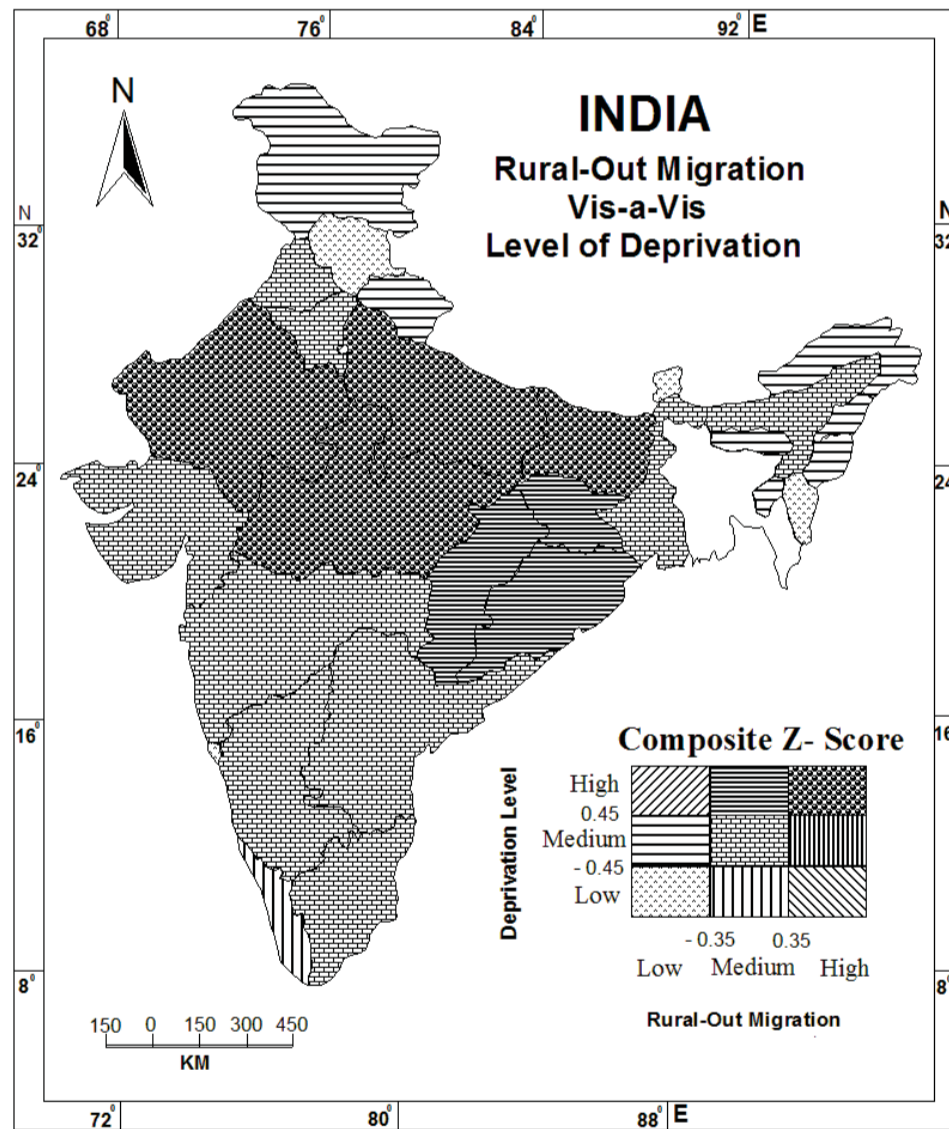 68° 76° 84° 92° E
N
INDIA
Rural-Out Migration
Vis-a-Vis
Level of Deprivation
N N
32° 32
24° 24
16° 16
8° 8°
Composite Z- Score
Deprivation Level
High
0.45
Medium
- 0.45
Low
- 0.35 0.35
Low Medium High
Rural-Out Migration
150 0 150 300 450
KM
72° 80° 88° E